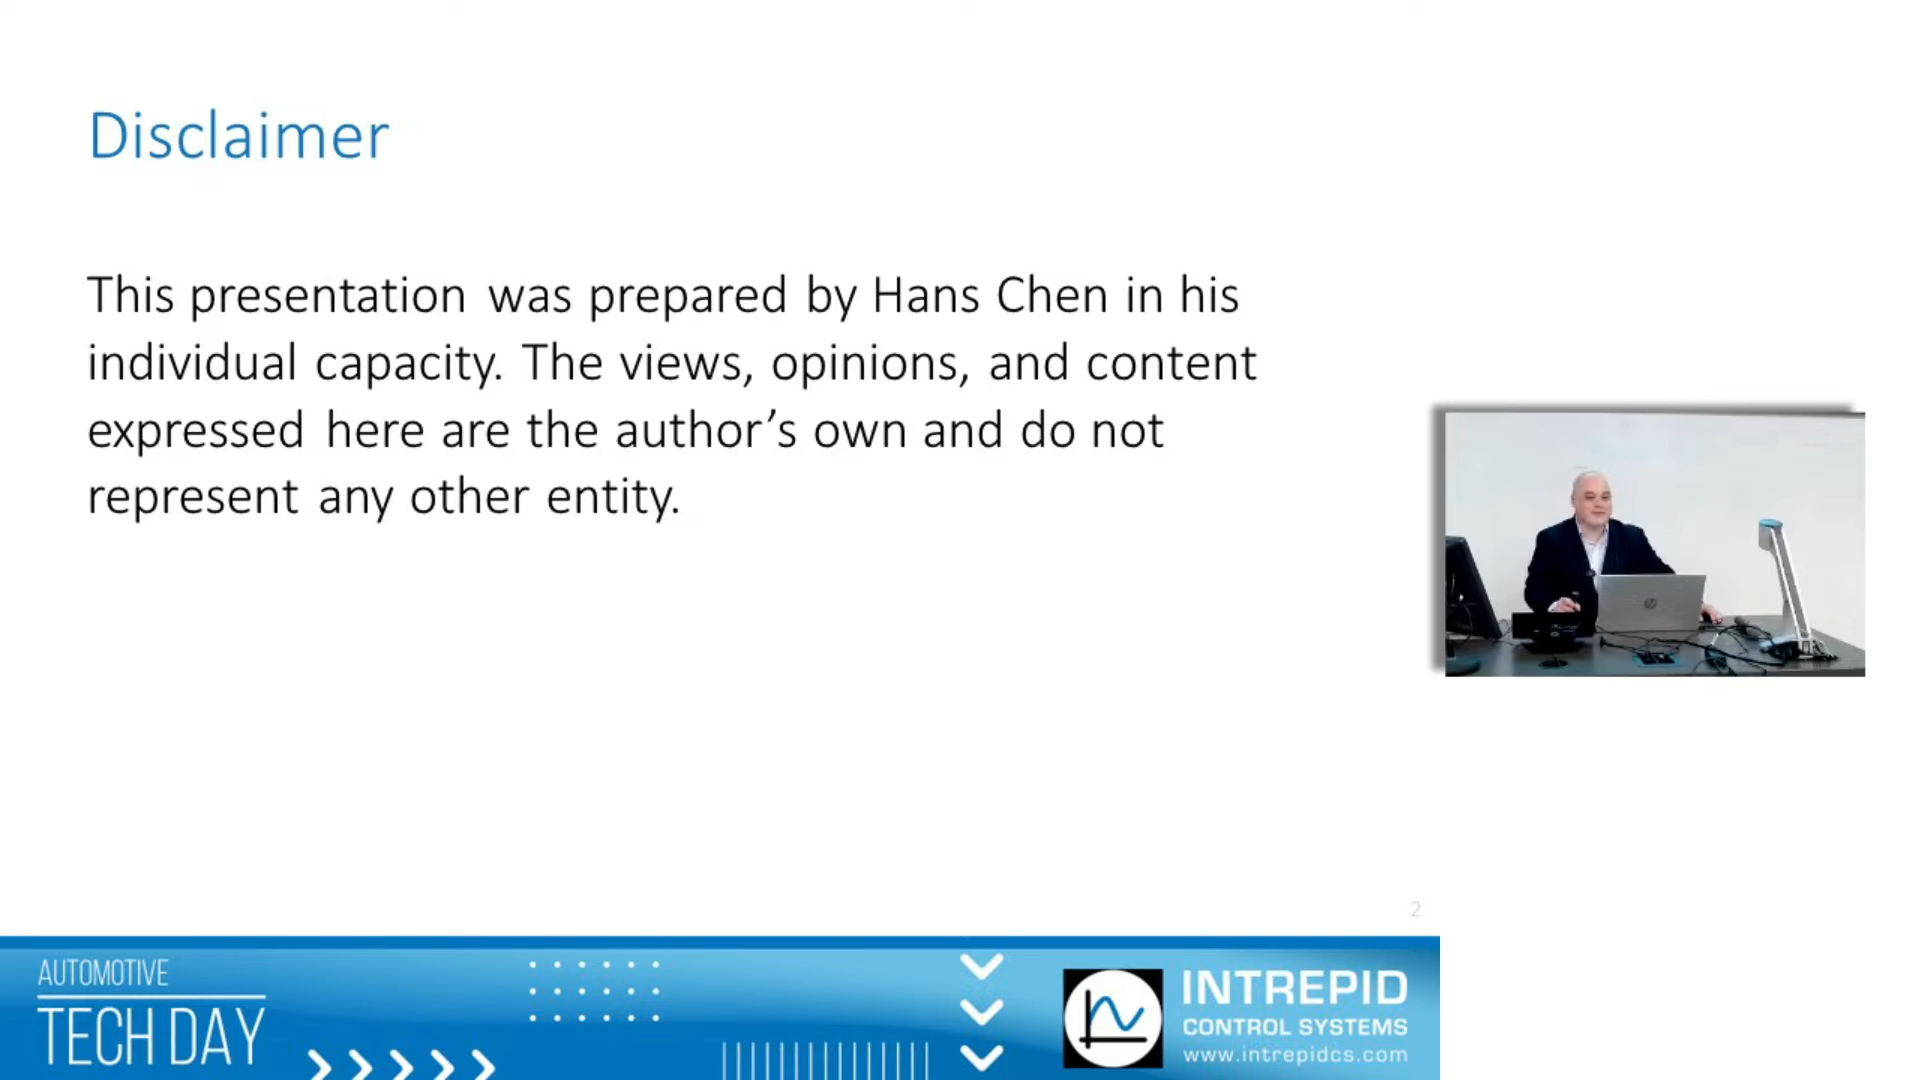 Disclaimer
This presentation was prepared by Hans Chen in his
individual capacity. The views, opinions, and content
expressed here are the author’s own and do not
represent any other entity.
2
AUTOMOTIVE
TECH DAY
INTREPID
CONTROL SYSTEMS
www.intrepidcs.com
hp